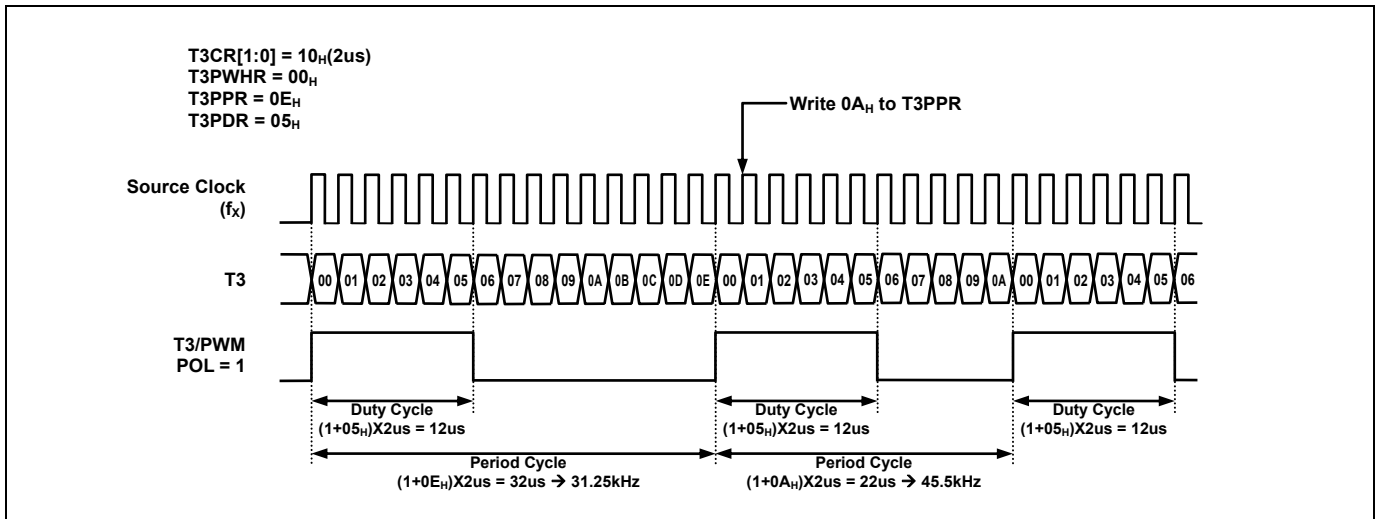 T3CR[1:0] = 10H(2us)
T3PWHR = 00H
T3PPR = 0EH
T3PDR = 05H
Write 0AH to T3PPR
Source Clock
(fX)
T3
00 01 02 03 04 05 06 07 08 09 0A 0B 0C 0D 0E 00 01 02 03 04 05 06 07 08 09 0A 00 01 02 03 04 05 06
T3/PWM
POL = 1
Duty Cycle
(1+05H)X2us = 12us
Duty Cycle
(1+05H)X2us = 12us
Duty Cycle
(1+05H)X2us = 12us
Period Cycle
(1+0EH)X2us = 32us → 31.25kHz
Period Cycle
(1+0AH)X2us = 22us → 45.5kHz